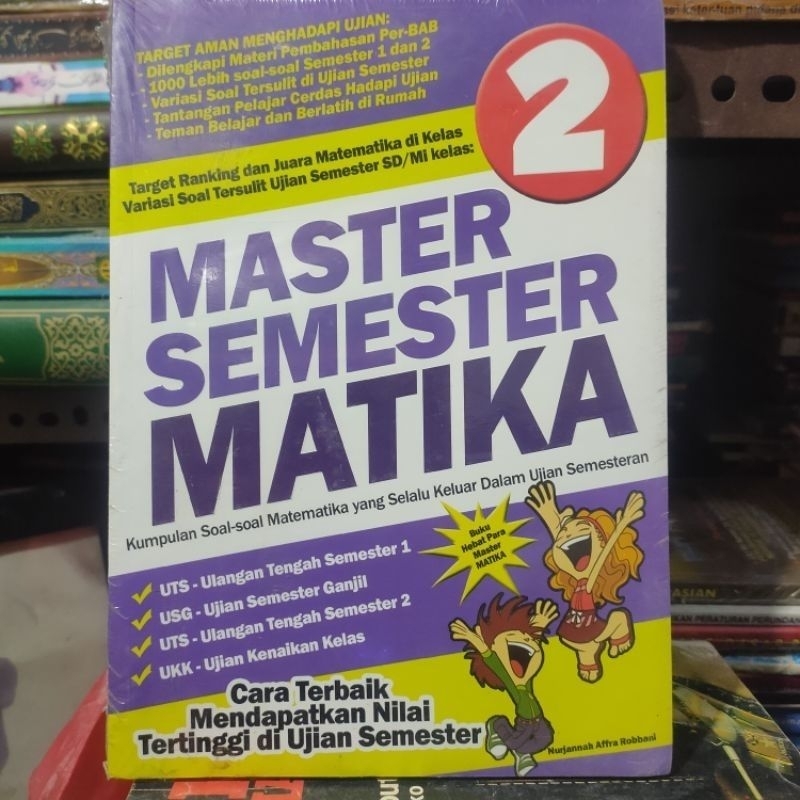 TARGET AMAN MENGHADAPI UJIAN:
- Dilengkapi Materi Pembahasan Per-BAB
- 1000 Lebih soal-soal Semester 1 dan 2
- Variasi Soal Tersulit di Ujian Semester
- Tantangan Pelajar Cerdas Hadapi Ujian
- Teman Belajar dan Berlatih di Rumah
2
Target Ranking dan Juara Matematika di Kelas
Variasi Soal Tersulit Ujian Semester SD/MI kelas:
MASTER
SEMESTER
MATIKA
Kumpulan Soal-soal Matematika yang Selalu Keluar Dalam Ujian Semesteran
Buku
Hebat Para
Master
MATIKA
UTS - Ulangan Tengah Semester 1
USG - Ujian Semester Ganjil
UTS - Ulangan Tengah Semester 2
UKK - Ujian Kenaikan Kelas
Cara Terbaik
Mendapatkan Nilai
Tertinggi di Ujian Semester
Nurjannah Affra Robbani
ASIAN